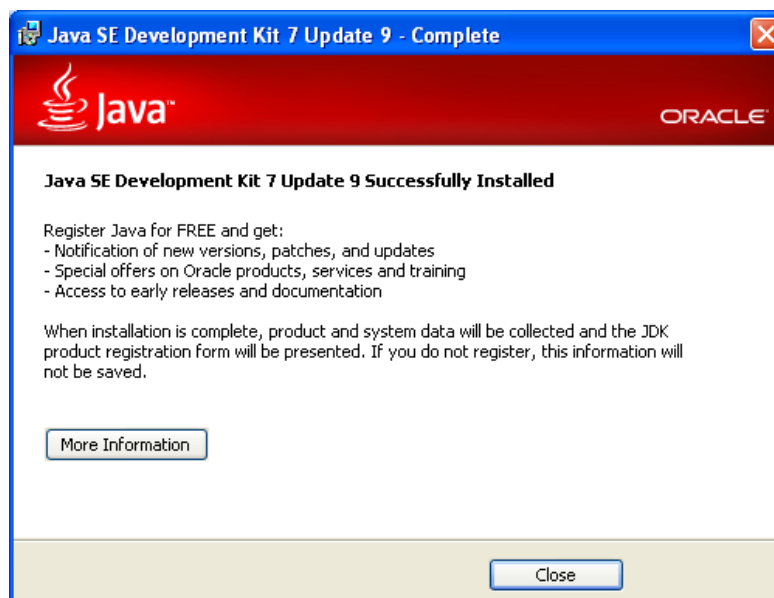 Java SE Development Kit 7 Update 9 - Complete
Java™
ORACLE
Java SE Development Kit 7 Update 9 Successfully Installed
Register Java for FREE and get:
- Notification of new versions, patches, and updates
- Special offers on Oracle products, services and training
- Access to early releases and documentation
When installation is complete, product and system data will be collected and the JDK
product registration form will be presented. If you do not register, this information will
not be saved.
More Information
Close